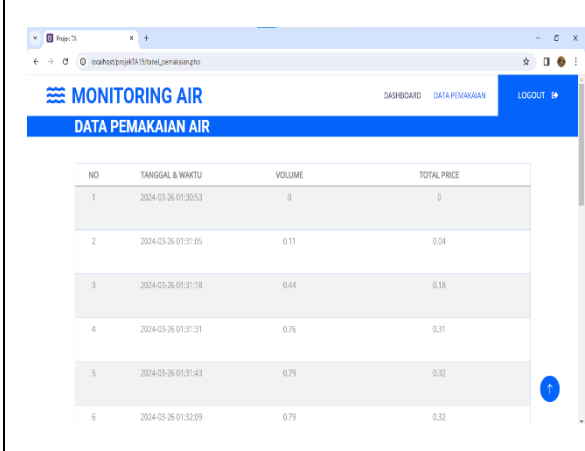 Projek TA
localhost/projekTA19/tabel_pemakaian.php
MONITORING AIR
DASHBOARD DATA PEMAKAIAN LOGOUT
DATA PEMAKAIAN AIR
NO TANGGAL & WAKTU VOLUME TOTAL PRICE
1 2024-03-26 01:30:53 0 0
2 2024-03-26 01:31:05 0.11 0.04
3 2024-03-26 01:31:18 0.44 0.18
4 2024-03-26 01:31:31 0.76 0.31
5 2024-03-26 01:31:43 0.79 0.32
6 2024-03-26 01:32:09 0.79 0.32